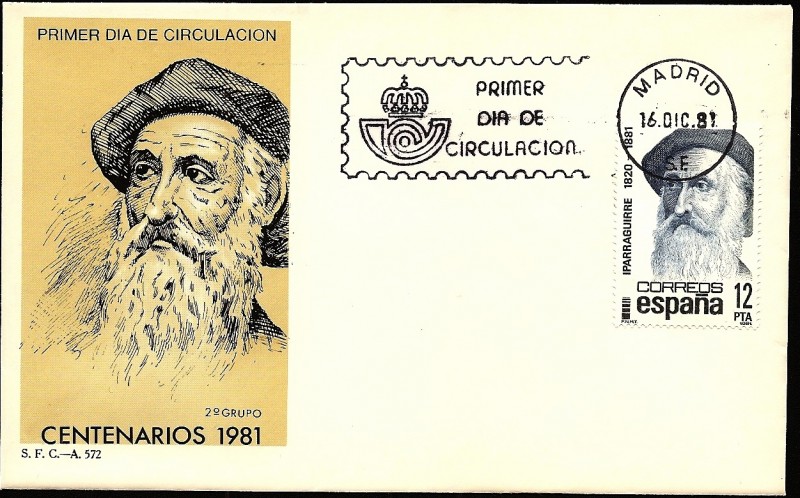 PRIMER DIA DE CIRCULACION
2º GRUPO
CENTENARIOS 1981
S. F. C.—A. 572
PRIMER
DIA DE
CIRCULACION
MADRID
16.DIC.81
S.E.
IPARRAGUIRRE 1820 - 1881
CORREOS
españa
12
PTA